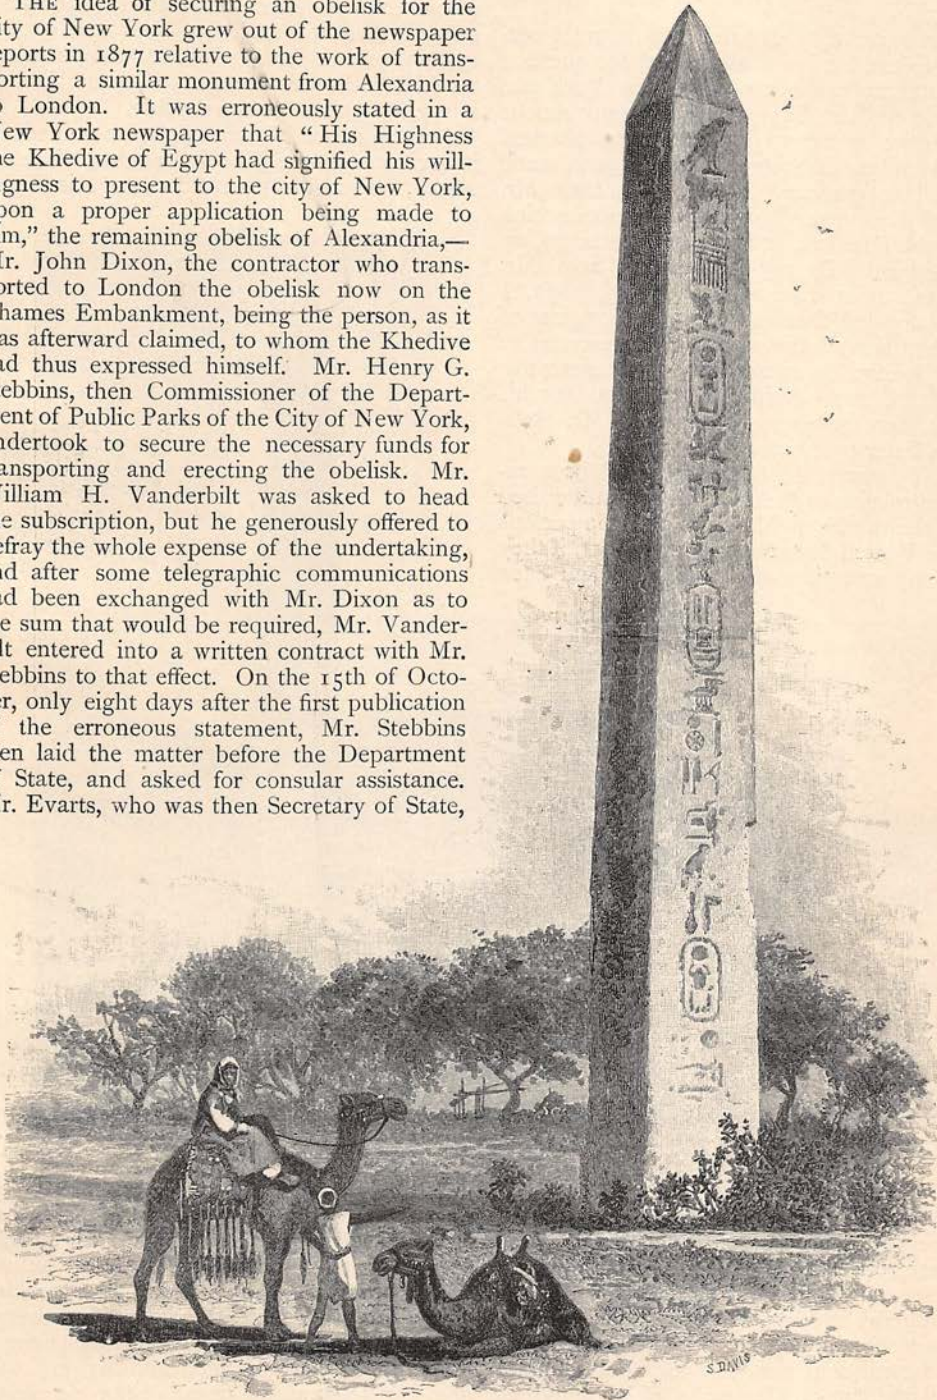 THE idea of securing an obelisk for the
ity of New York grew out of the newspaper
eports in 1877 relative to the work of trans-
orting a similar monument from Alexandria
o London. It was erroneously stated in a
ew York newspaper that “ His Highness
he Khedive of Egypt had signified his will-
gness to present to the city of New York,
pon a proper application being made to
m,” the remaining obelisk of Alexandria,—
Ir. John Dixon, the contractor who trans-
orted to London the obelisk now on the
hames Embankment, being the person, as it
as afterward claimed, to whom the Khedive
ad thus expressed himself. Mr. Henry G.
tebbins, then Commissioner of the Depart-
ent of Public Parks of the City of New York,
ndertook to secure the necessary funds for
ansporting and erecting the obelisk. Mr.
illiam H. Vanderbilt was asked to head
e subscription, but he generously offered to
efray the whole expense of the undertaking,
nd after some telegraphic communications
ad been exchanged with Mr. Dixon as to
e sum that would be required, Mr. Vander-
lt entered into a written contract with Mr.
ebbins to that effect. On the 15th of Octo-
er, only eight days after the first publication
the erroneous statement, Mr. Stebbins
en laid the matter before the Department
f State, and asked for consular assistance.
r. Evarts, who was then Secretary of State,
S. DAVIS